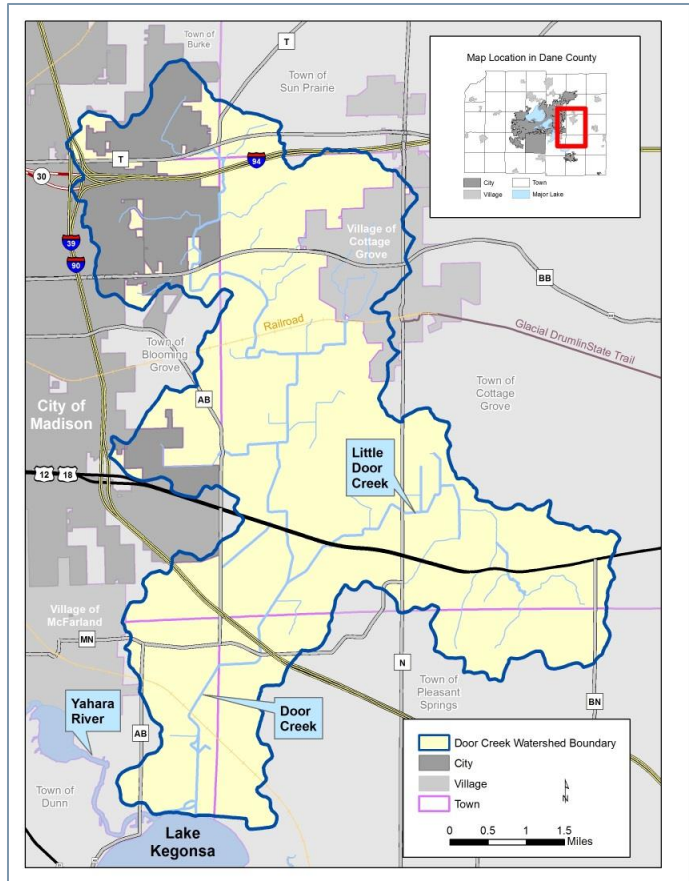 Town of
Burke
T
Town of
Sun Prairie
Map Location in Dane County
City
Town
Village
Major Lake
30
T
94
39
90
Village of
Cottage
Grove
BB
Railroad
Glacial DrumlinState Trail
Town of
Blooming
Grove
Town of
Cottage
Grove
City of
Madison
AB
Little
Door
Creek
12
18
Village of
McFarland
MN
N
Town of
Pleasant
Springs
BN
Yahara
River
AB
Door
Creek
Town of
Dunn
Lake
Kegonsa
Door Creek Watershed Boundary
City
Village
Town
N
0 0.5 1 1.5
Miles